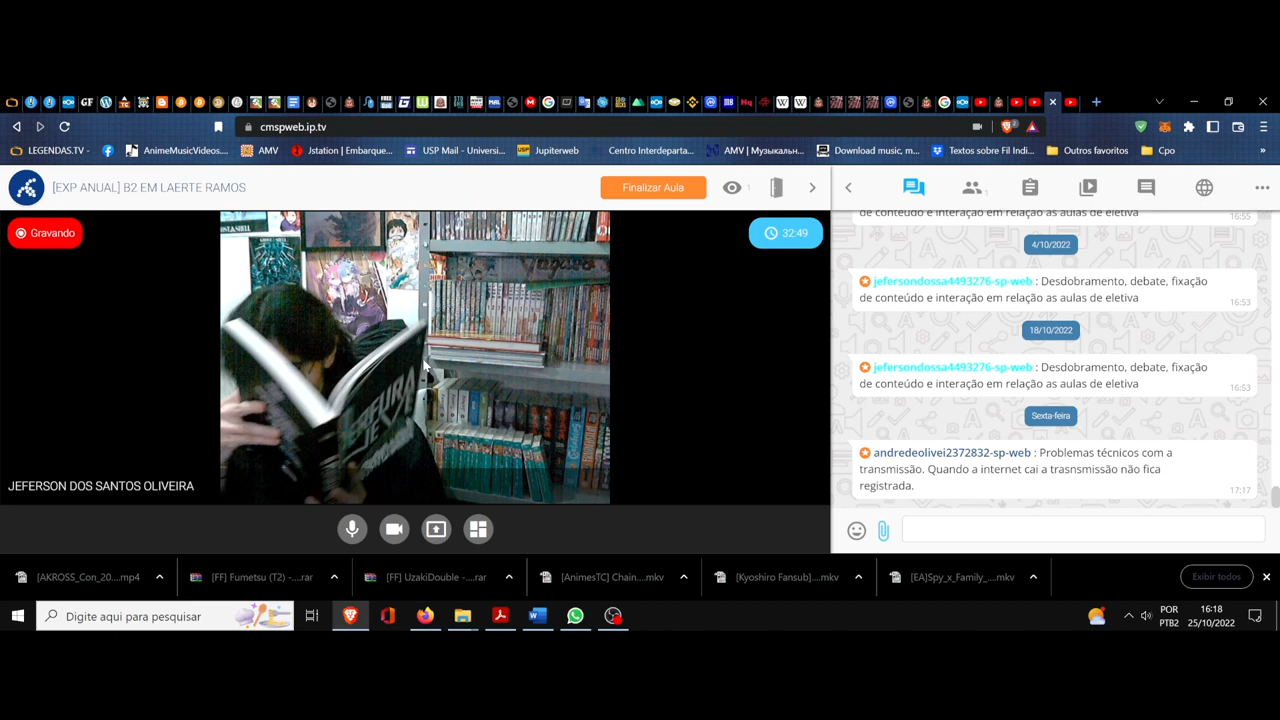 cmspweb.ip.tv
2
LEGENDAS.TV -
AnimeMusicVideos...
AMV
Jstation | Embarque...
USP Mail - Universi...
Jupiterweb
Centro Interdeparta...
AMV | Музыкальн...
Download music, m...
Textos sobre Fil Indi...
Outros favoritos
Cpo
»
[EXP ANUAL] B2 EM LAERTE RAMOS
Finalizar Aula
1
1
Gravando
32:49
JEFERSON DOS SANTOS OLIVEIRA
de conteúdo e interação em relação as aulas de eletiva
16:55
4/10/2022
jefersondossa4493276-sp-web : Desdobramento, debate, fixação
de conteúdo e interação em relação as aulas de eletiva
16:53
18/10/2022
jefersondossa4493276-sp-web : Desdobramento, debate, fixação
de conteúdo e interação em relação as aulas de eletiva
16:53
Sexta-feira
andredeolivei2372832-sp-web : Problemas técnicos com a
transmissão. Quando a internet cai a trasnsmissão não fica
registrada.
17:17
[AKROSS_Con_20....mp4
[FF] Fumetsu (T2) -....rar
[FF] UzakiDouble -....rar
[AnimesTC] Chain....mkv
[Kyoshiro Fansub]....mkv
[EA]Spy_x_Family_....mkv
Exibir todos
Digite aqui para pesquisar
POR
PTB2
16:18
25/10/2022